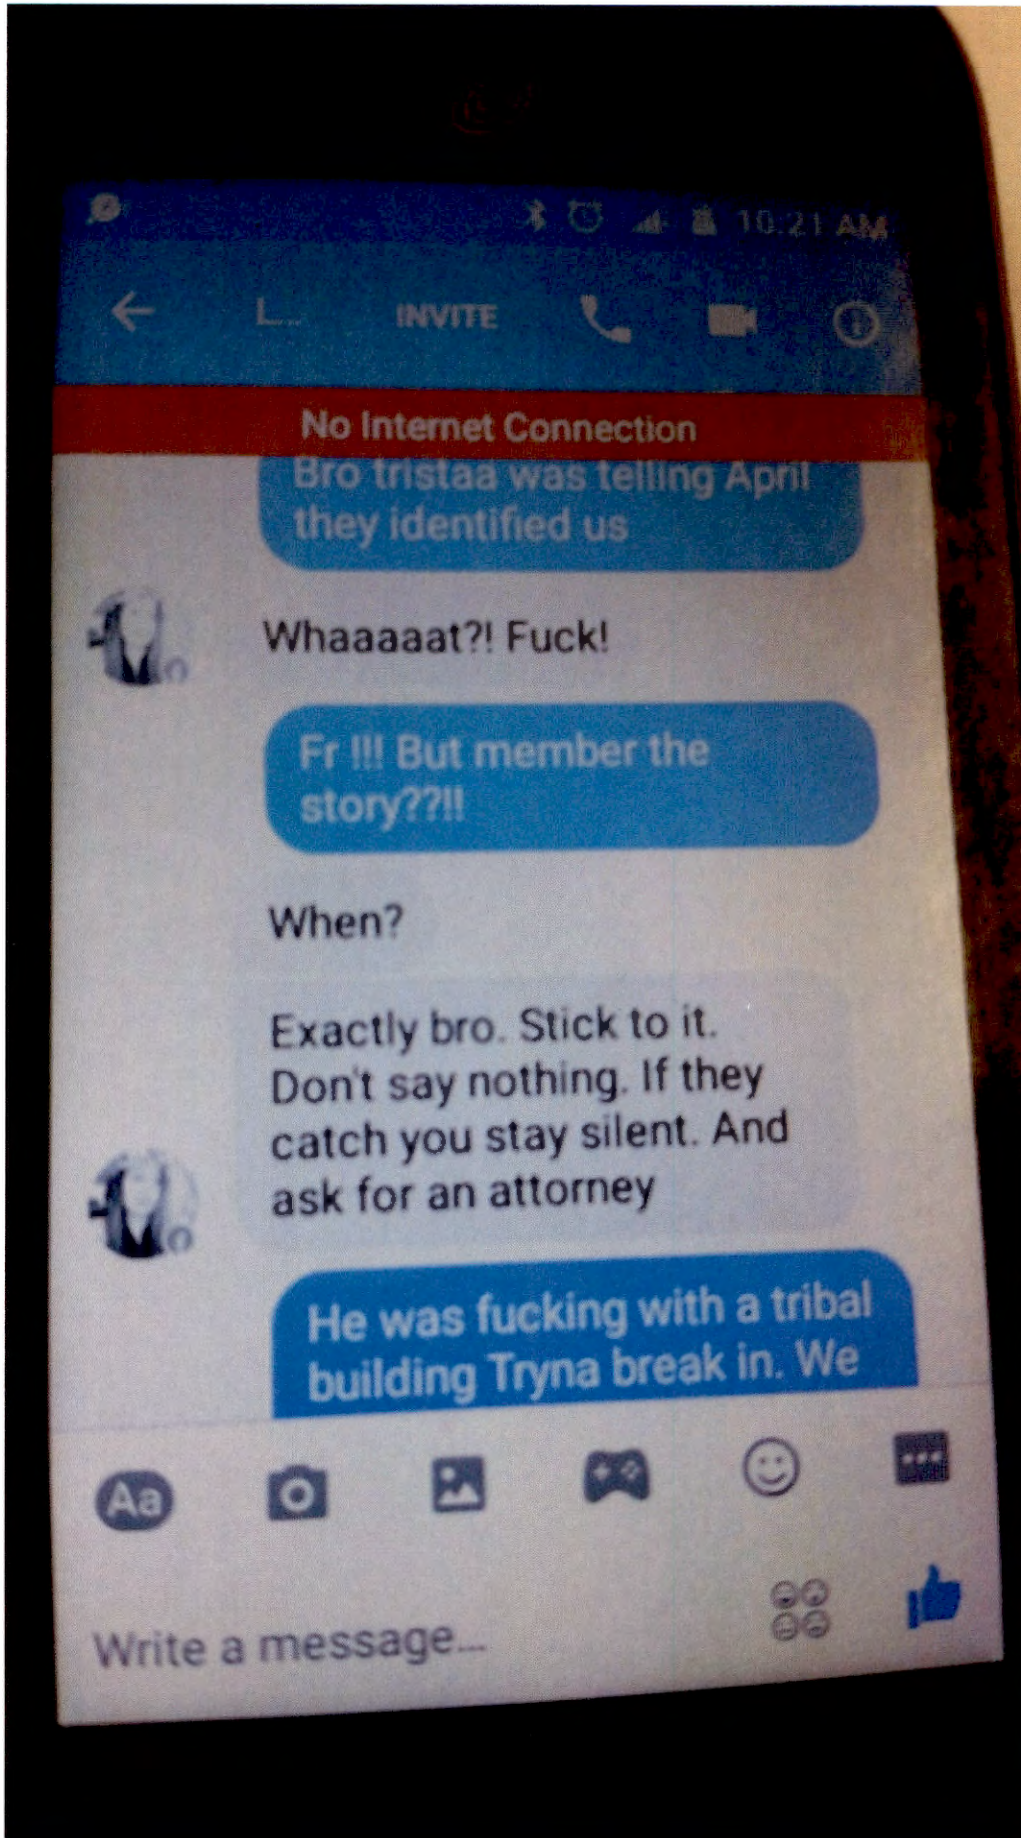 10:21 AM
L...
INVITE
No Internet Connection
Bro tristaa was telling April
they identified us
Whaaaaat?! Fuck!
Fr !!! But member the
story??!!
When?
Exactly bro. Stick to it.
Don't say nothing. If they
catch you stay silent. And
ask for an attorney
He was fucking with a tribal
building Tryna break in. We
Aa
Write a message...